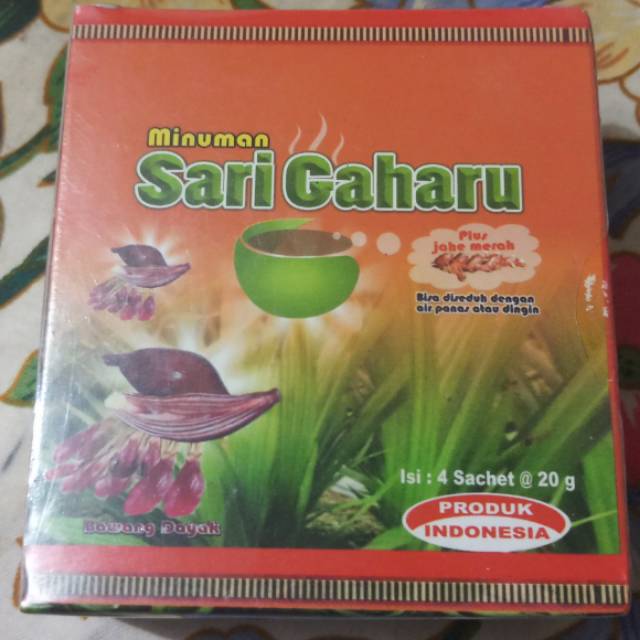 Minuman
Sari Gaharu
Plus
jahe merah
Bisa diseduh dengan
air panas atau dingin
Isi : 4 Sachet @ 20 g
PRODUK
INDONESIA
Bawang Dayak